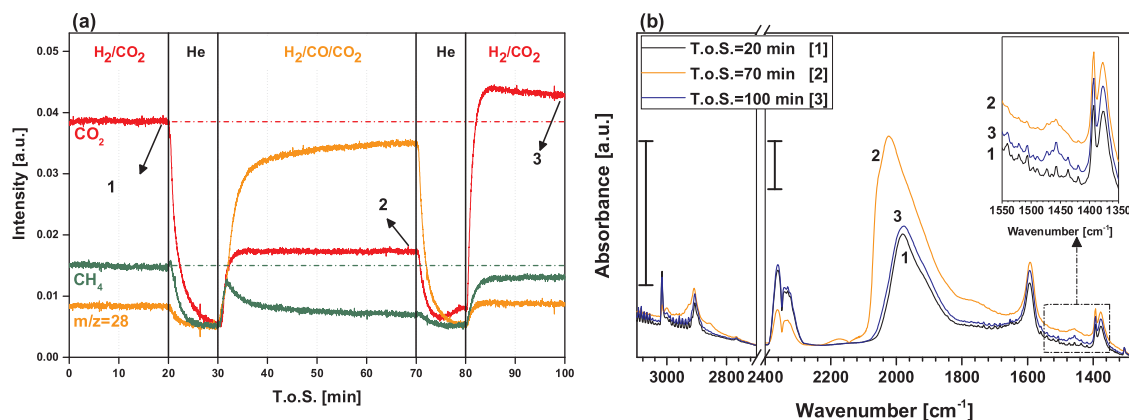 (a)
H₂/CO₂ He H₂/CO/CO₂ He H₂/CO₂
0.05
0.04
0.03
0.02
0.01
0.00
Intensity [a.u.]
CO₂
CH₄
m/z=28
1
2
3
0 10 20 30 40 50 60 70 80 90 100
T.o.S. [min]
(b)
T.o.S.=20 min [1]
T.o.S.=70 min [2]
T.o.S.=100 min [3]
Absorbance [a.u.]
2
3
1
3000 2800 2400 2200 2000 1800 1600 1400
Wavenumber [cm⁻¹]
2
3
1
1550 1500 1450 1400 1350
Wavenumber [cm⁻¹]